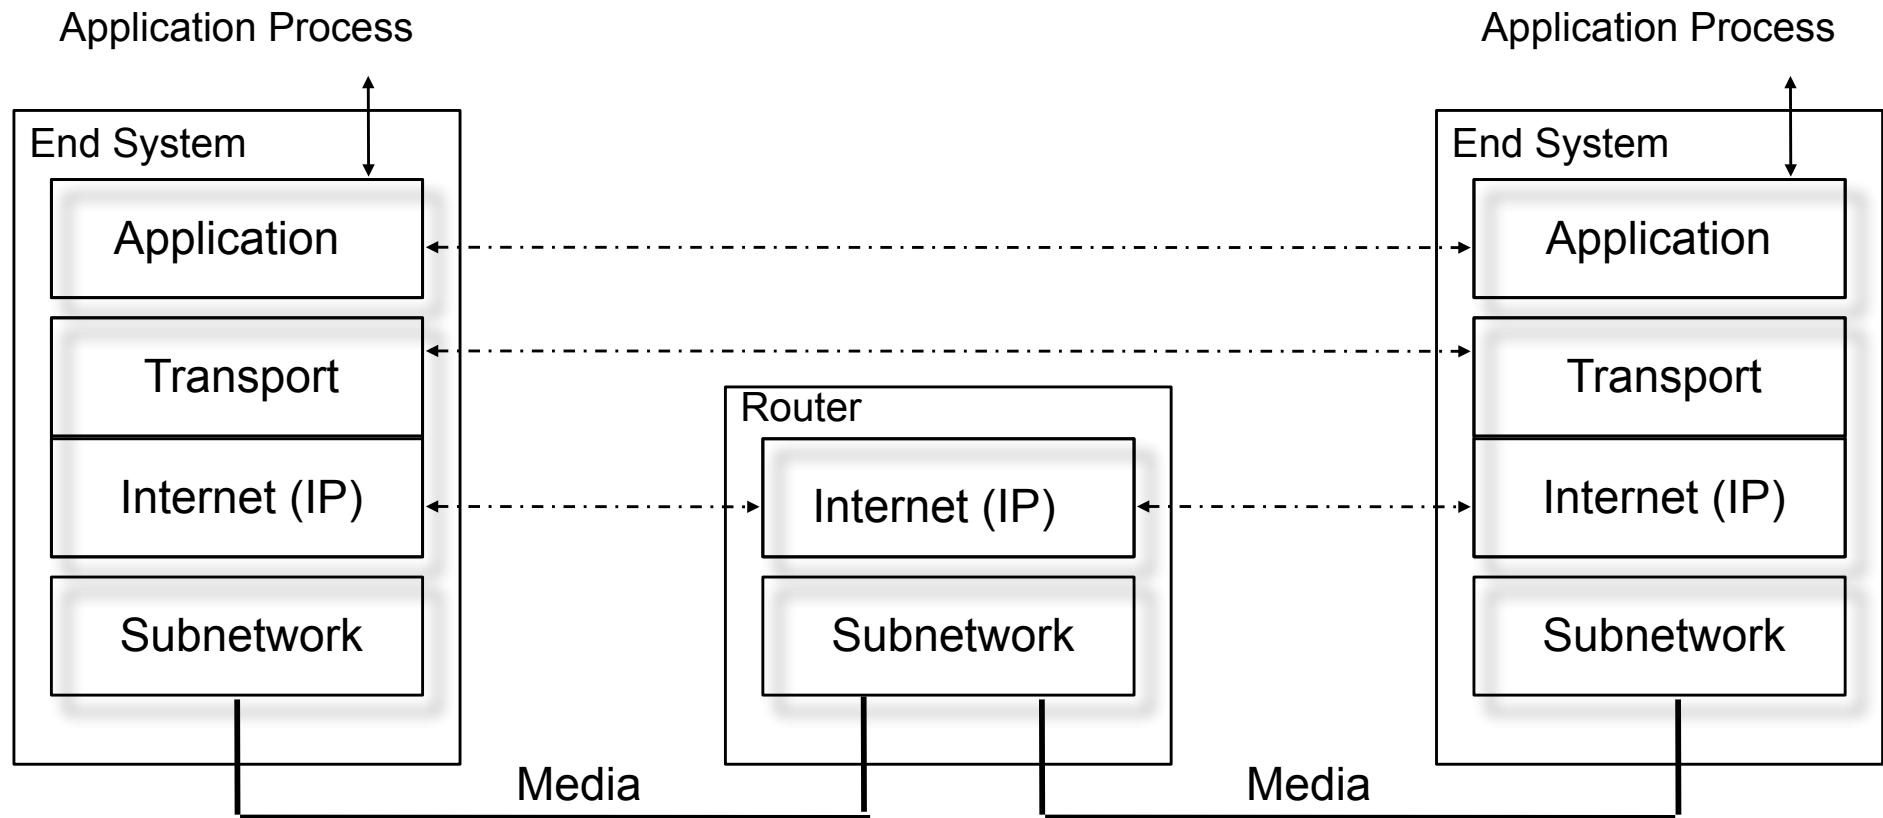 Application Process
Application Process
End System
End System
Application
Application
Transport
Transport
Router
Internet (IP)
Internet (IP)
Internet (IP)
Subnetwork
Subnetwork
Subnetwork
Media
Media